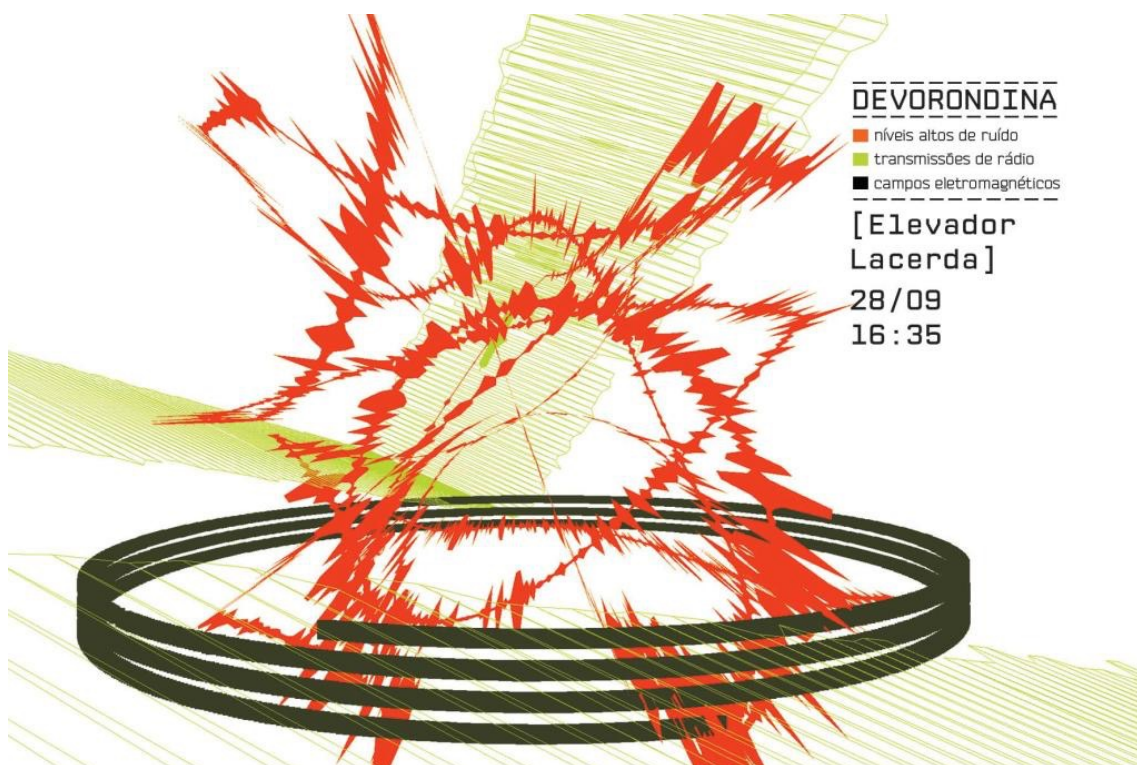 DEVORONDINA
níveis altos de ruído
transmissões de rádio
campos eletromagnéticos
[Elevador
Lacerda]
28/09
16:35